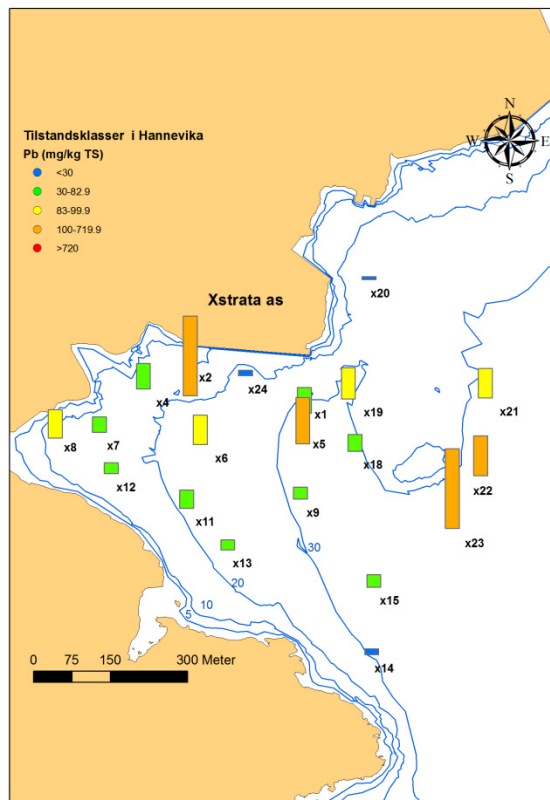 Tilstandsklasser i Hannevika
Pb (mg/kg TS)
<30
30-82.9
83-99.9
100-719.9
>720
N
W E
S
x20
Xstrata as
x2
x24
x4
x1
x19
x21
x8
x7
x6
x5
x18
x12
x22
x9
x11
x23
30
x13
20
x15
10
5
x14
0 75 150 300 Meter